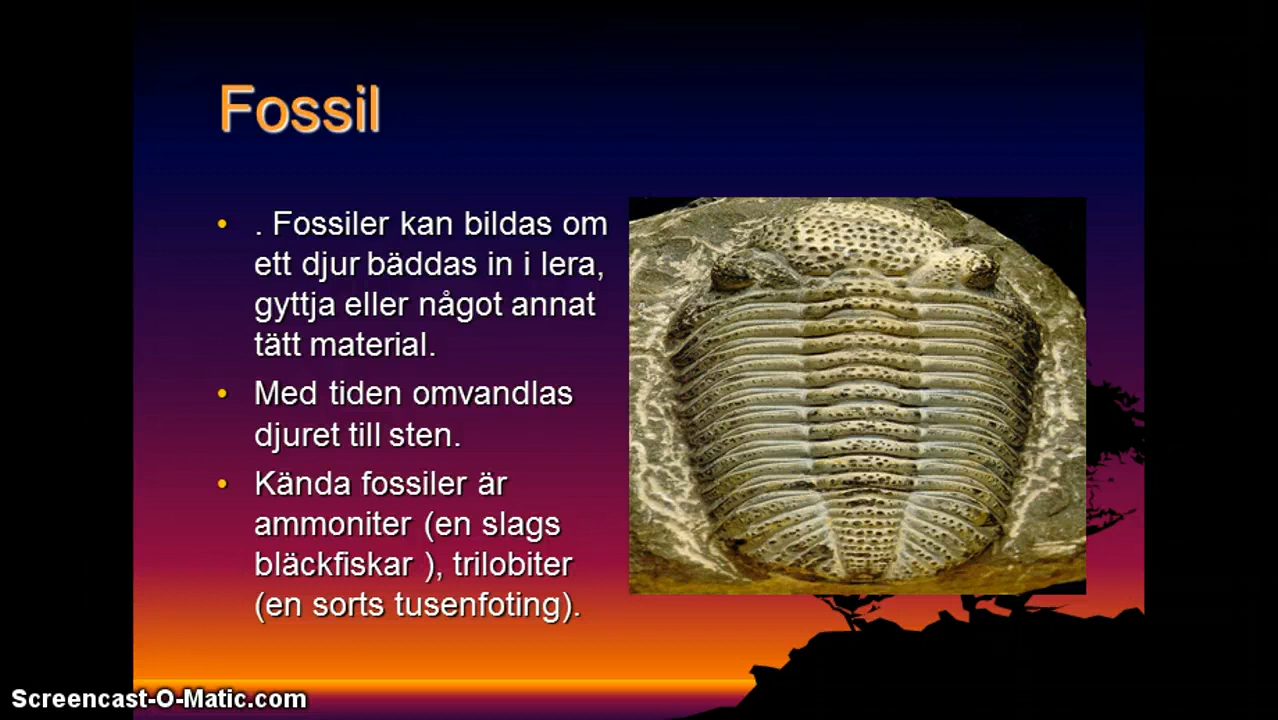 Fossil
• . Fossiler kan bildas om
ett djur bäddas in i lera,
gyttja eller något annat
tätt material.
• Med tiden omvandlas
djuret till sten.
• Kända fossiler är
ammoniter (en slags
bläckfiskar ), trilobiter
(en sorts tusenfoting).
Screencast-O-Matic.com